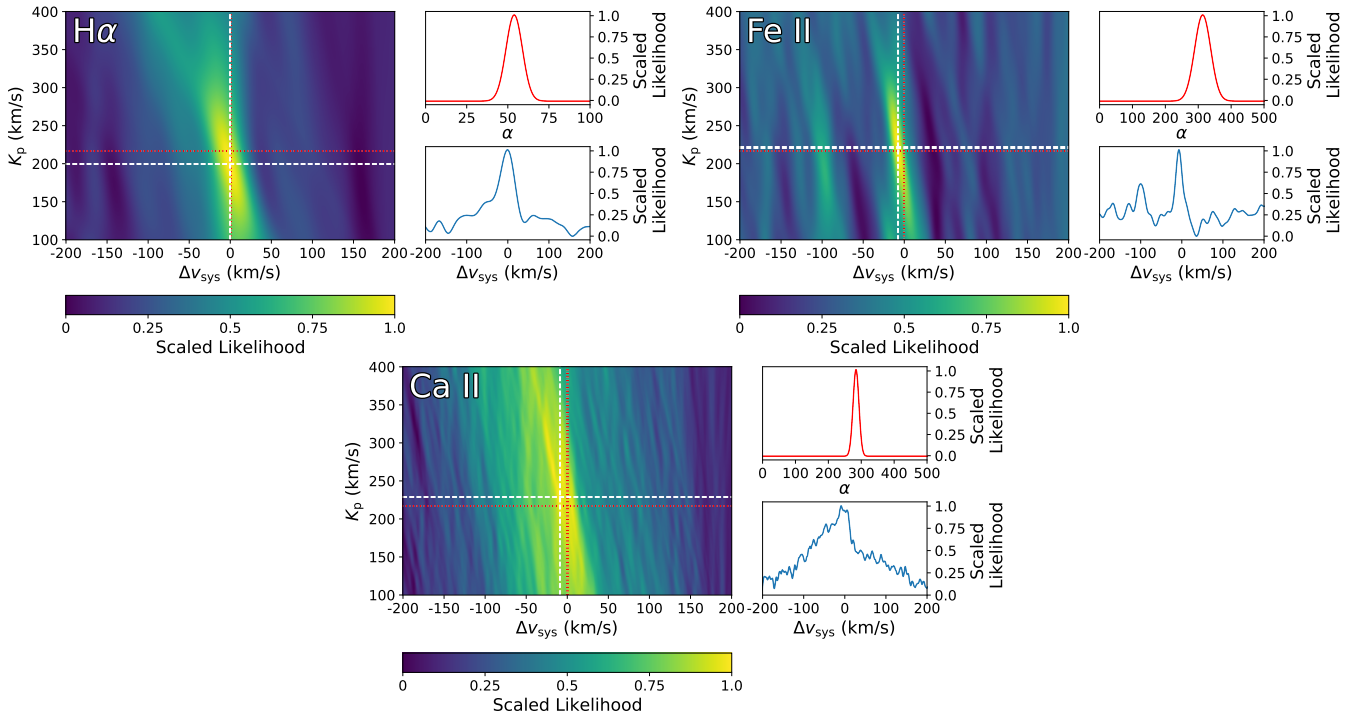 Hα
400
350
300
250
200
150
100
Kp (km/s)
-200 -150 -100 -50 0 50 100 150 200
Δvsys (km/s)
0 0.25 0.5 0.75 1.0
Scaled Likelihood
1.0
0.75
0.5
0.25
0.0
Scaled
Likelihood
0 25 50 75 100
α
1.0
0.75
0.5
0.25
0.0
Scaled
Likelihood
-200 -100 0 100 200
Δvsys (km/s)
Fe II
400
350
300
250
200
150
100
Kp (km/s)
-200 -150 -100 -50 0 50 100 150 200
Δvsys (km/s)
0 0.25 0.5 0.75 1.0
Scaled Likelihood
1.0
0.75
0.5
0.25
0.0
Scaled
Likelihood
0 100 200 300 400 500
α
1.0
0.75
0.5
0.25
0.0
Scaled
Likelihood
-200 -100 0 100 200
Δvsys (km/s)
Ca II
400
350
300
250
200
150
100
Kp (km/s)
-200 -150 -100 -50 0 50 100 150 200
Δvsys (km/s)
0 0.25 0.5 0.75 1.0
Scaled Likelihood
1.0
0.75
0.5
0.25
0.0
Scaled
Likelihood
0 100 200 300 400 500
α
1.0
0.75
0.5
0.25
0.0
Scaled
Likelihood
-200 -100 0 100 200
Δvsys (km/s)